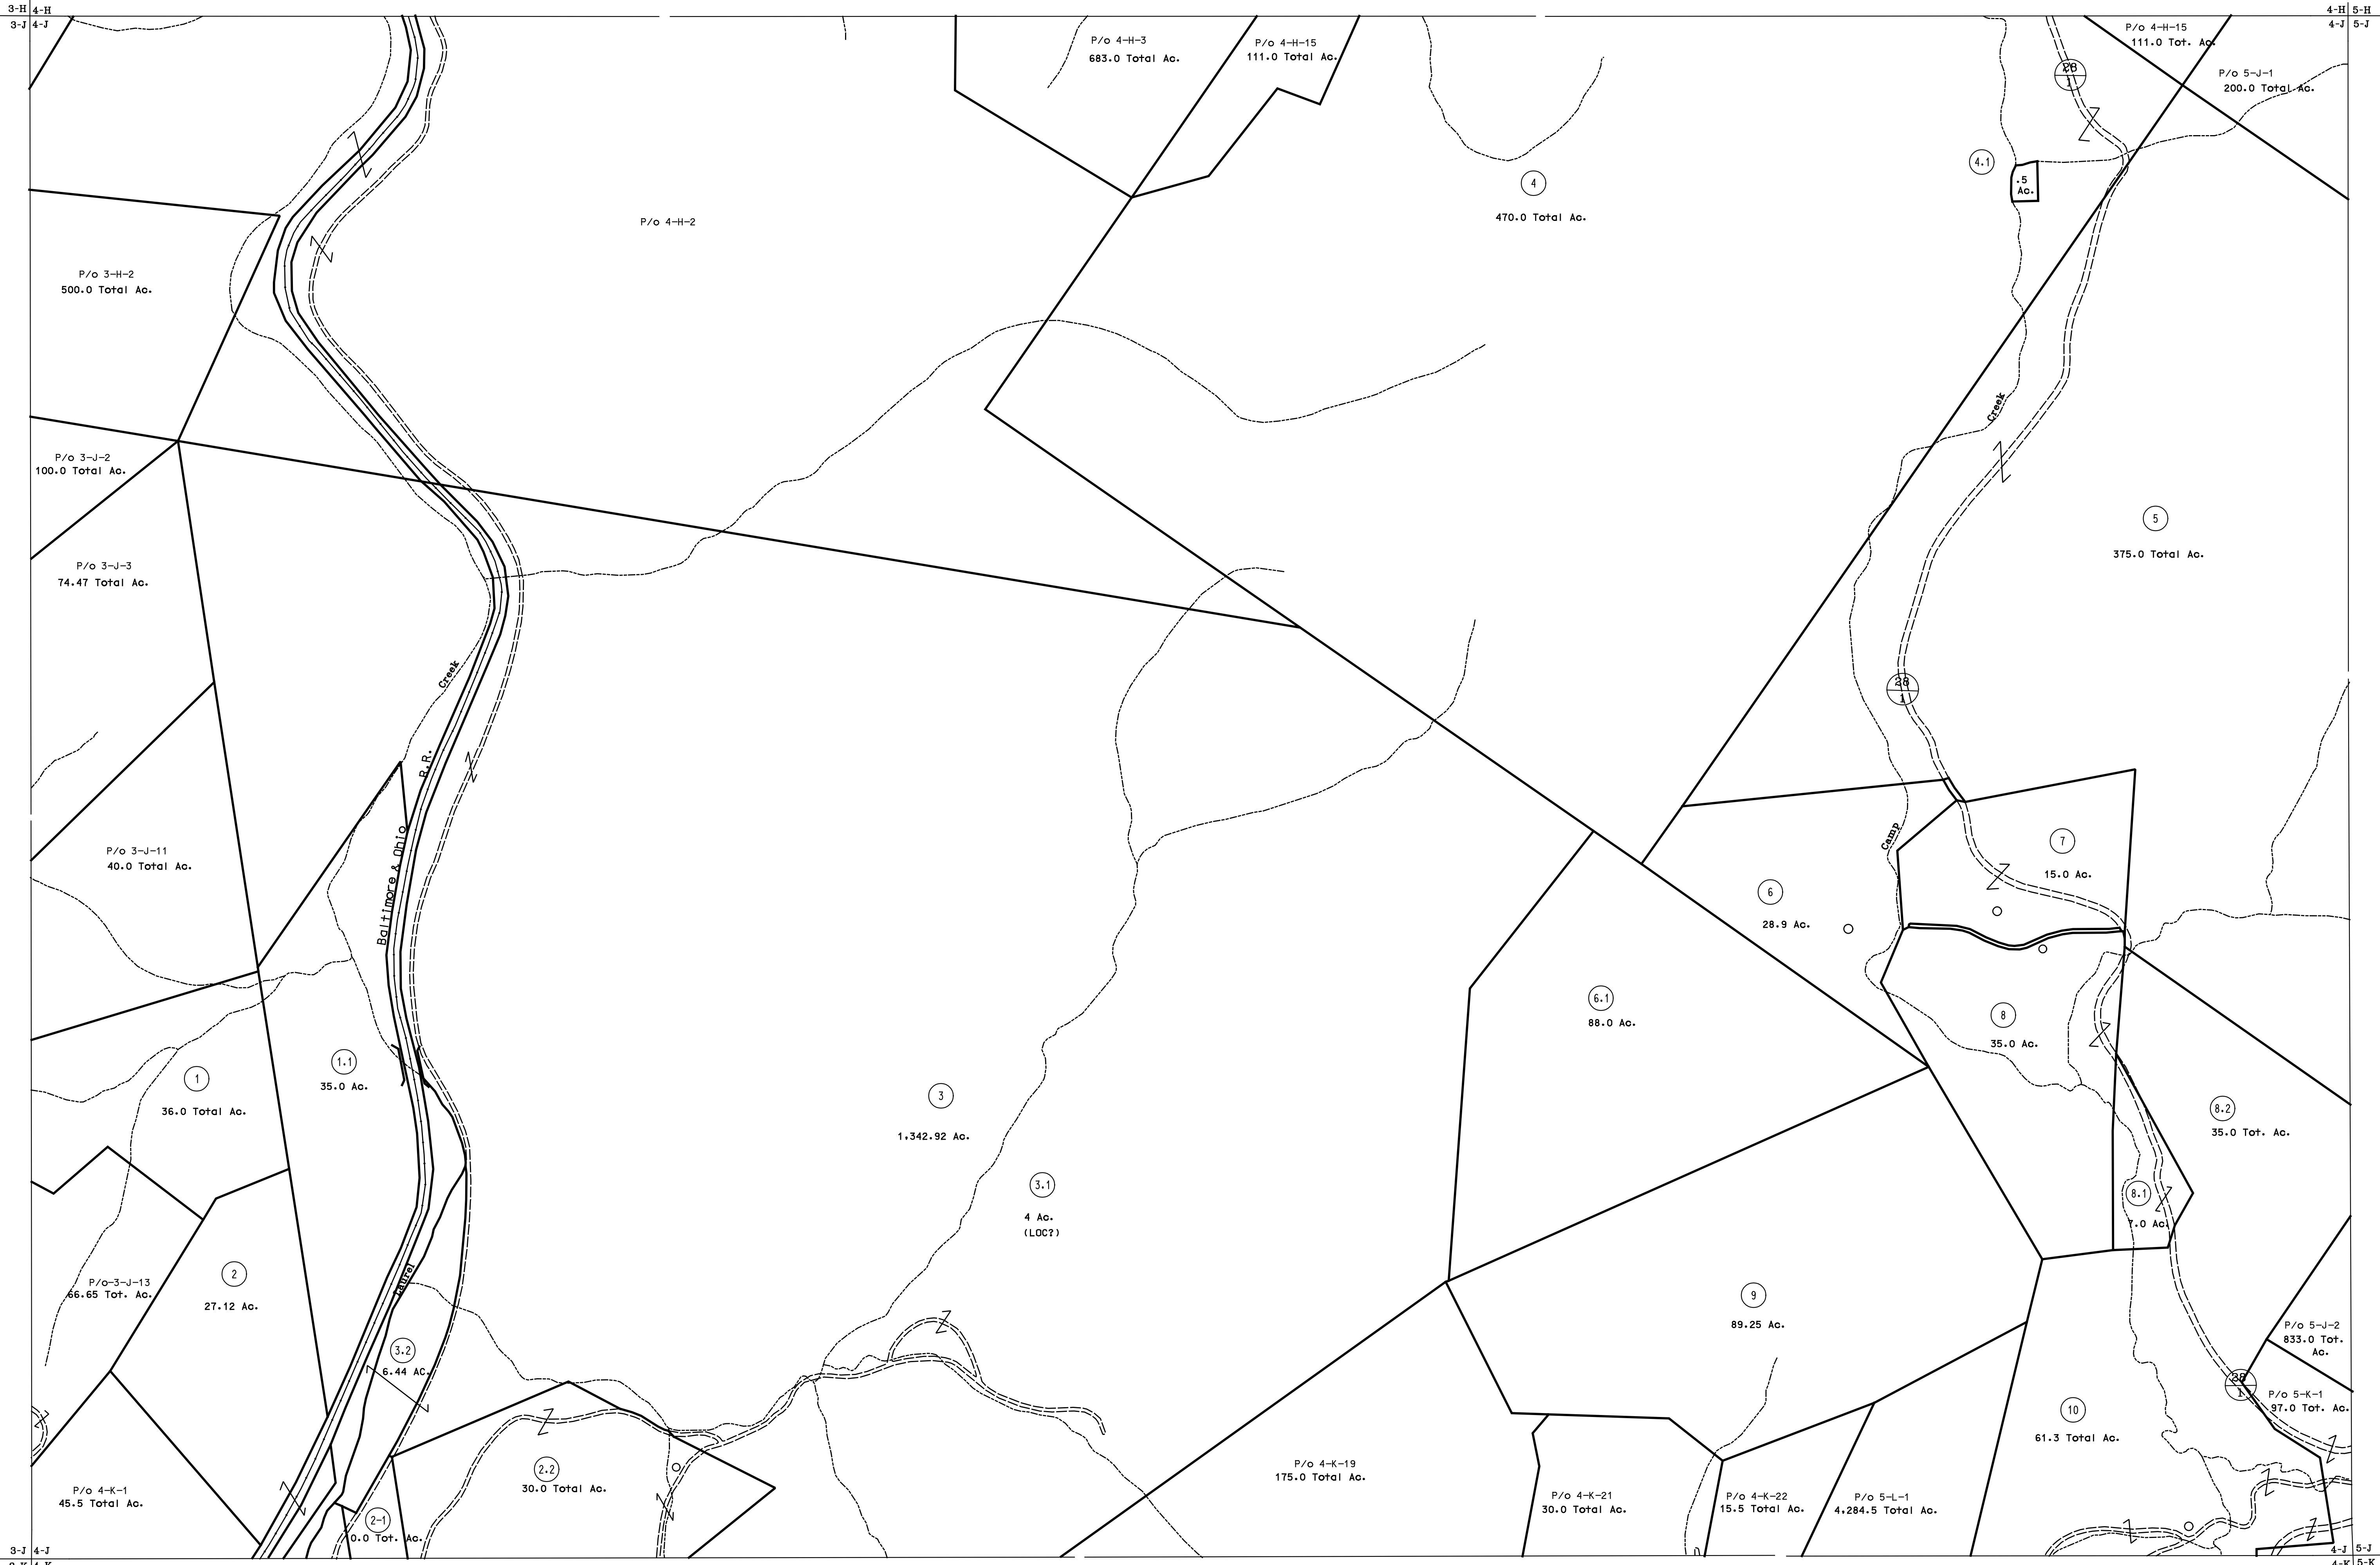 3-H 4-H
3-J 4-J
4-H 5-H
4-J 5-J
P/o 4-H-3
683.0 Total Ac.
P/o 4-H-15
111.0 Total Ac.
P/o 4-H-15
111.0 Tot. Ac.
28
1
P/o 5-J-1
200.0 Total Ac.
4.1
.5
Ac.
4
470.0 Total Ac.
P/o 4-H-2
P/o 3-H-2
500.0 Total Ac.
Creek
P/o 3-J-2
100.0 Total Ac.
5
375.0 Total Ac.
P/o 3-J-3
74.47 Total Ac.
Creek
28
1
R.R.
Baltimore & Ohio
P/o 3-J-11
40.0 Total Ac.
Camp
7
15.0 Ac.
6
28.9 Ac.
6.1
88.0 Ac.
8
35.0 Ac.
1
36.0 Total Ac.
1.1
35.0 Ac.
3
1,342.92 Ac.
8.2
35.0 Tot. Ac.
3.1
4 Ac.
(LOC?)
8.1
7.0 Ac.
2
27.12 Ac.
P/o-3-J-13
66.65 Tot. Ac.
Laurel
9
89.25 Ac.
P/o 5-J-2
833.0 Tot.
Ac.
3.2
6.44 AC.
28
1
P/o 5-K-1
97.0 Tot. Ac.
10
61.3 Total Ac.
2.2
30.0 Total Ac.
P/o 4-K-19
175.0 Total Ac.
P/o 4-K-1
45.5 Total Ac.
P/o 4-K-21
30.0 Total Ac.
P/o 4-K-22
15.5 Total Ac.
P/o 5-L-1
4,284.5 Total Ac.
2-1
0.0 Tot. Ac.
3-J 4-J
3-K 4-K
4-J 5-J
4-K 5-K